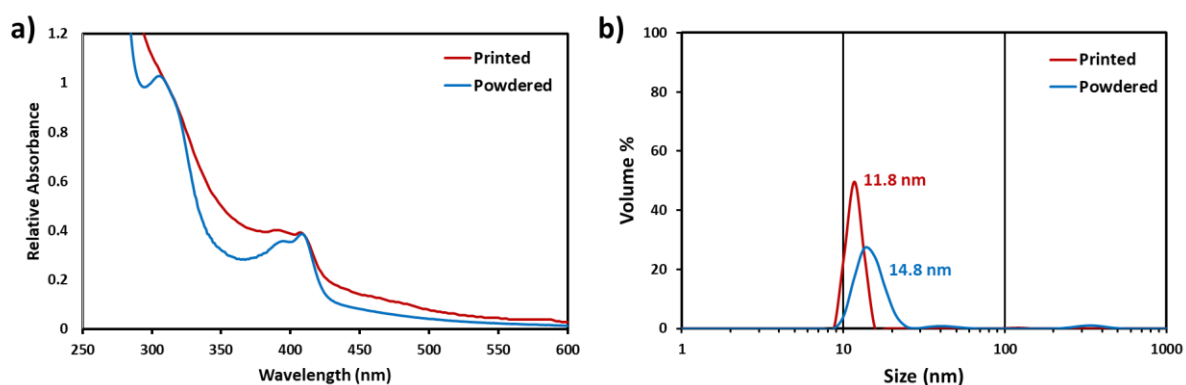 a)
1.2
1
0.8
0.6
0.4
0.2
0
Relative Absorbance
Printed
Powdered
250 300 350 400 450 500 550 600
Wavelength (nm)
b)
100
80
60
40
20
0
Volume %
Printed
Powdered
11.8 nm
14.8 nm
1 10 100 1000
Size (nm)